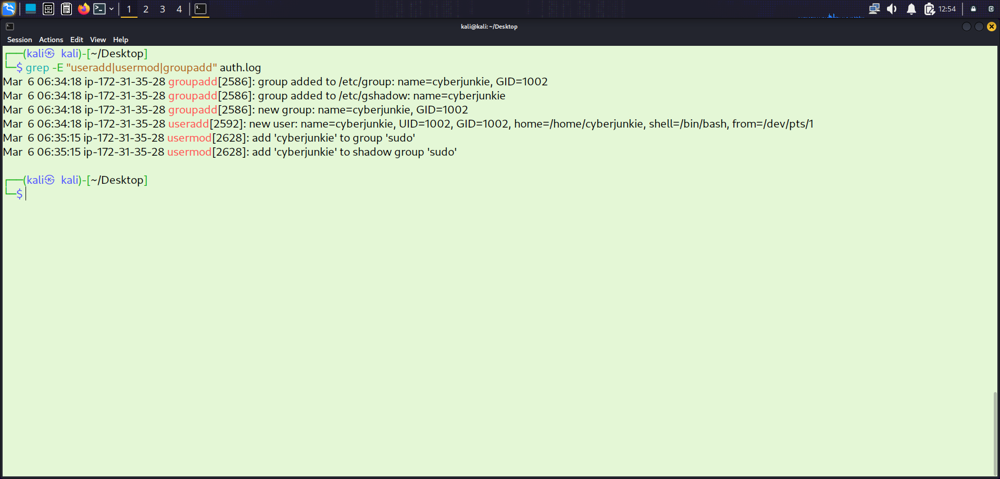 1 2 3 4 12:54
kali@kali: ~/Desktop
Session Actions Edit View Help
┌──(kali㉿ kali)-[~/Desktop]
└─$ grep -E "useradd|usermod|groupadd" auth.log
Mar  6 06:34:18 ip-172-31-35-28 groupadd[2586]: group added to /etc/group: name=cyberjunkie, GID=1002
Mar  6 06:34:18 ip-172-31-35-28 groupadd[2586]: group added to /etc/gshadow: name=cyberjunkie
Mar  6 06:34:18 ip-172-31-35-28 groupadd[2586]: new group: name=cyberjunkie, GID=1002
Mar  6 06:34:18 ip-172-31-35-28 useradd[2592]: new user: name=cyberjunkie, UID=1002, GID=1002, home=/home/cyberjunkie, shell=/bin/bash, from=/dev/pts/1
Mar  6 06:35:15 ip-172-31-35-28 usermod[2628]: add 'cyberjunkie' to group 'sudo'
Mar  6 06:35:15 ip-172-31-35-28 usermod[2628]: add 'cyberjunkie' to shadow group 'sudo'
┌──(kali㉿ kali)-[~/Desktop]
└─$